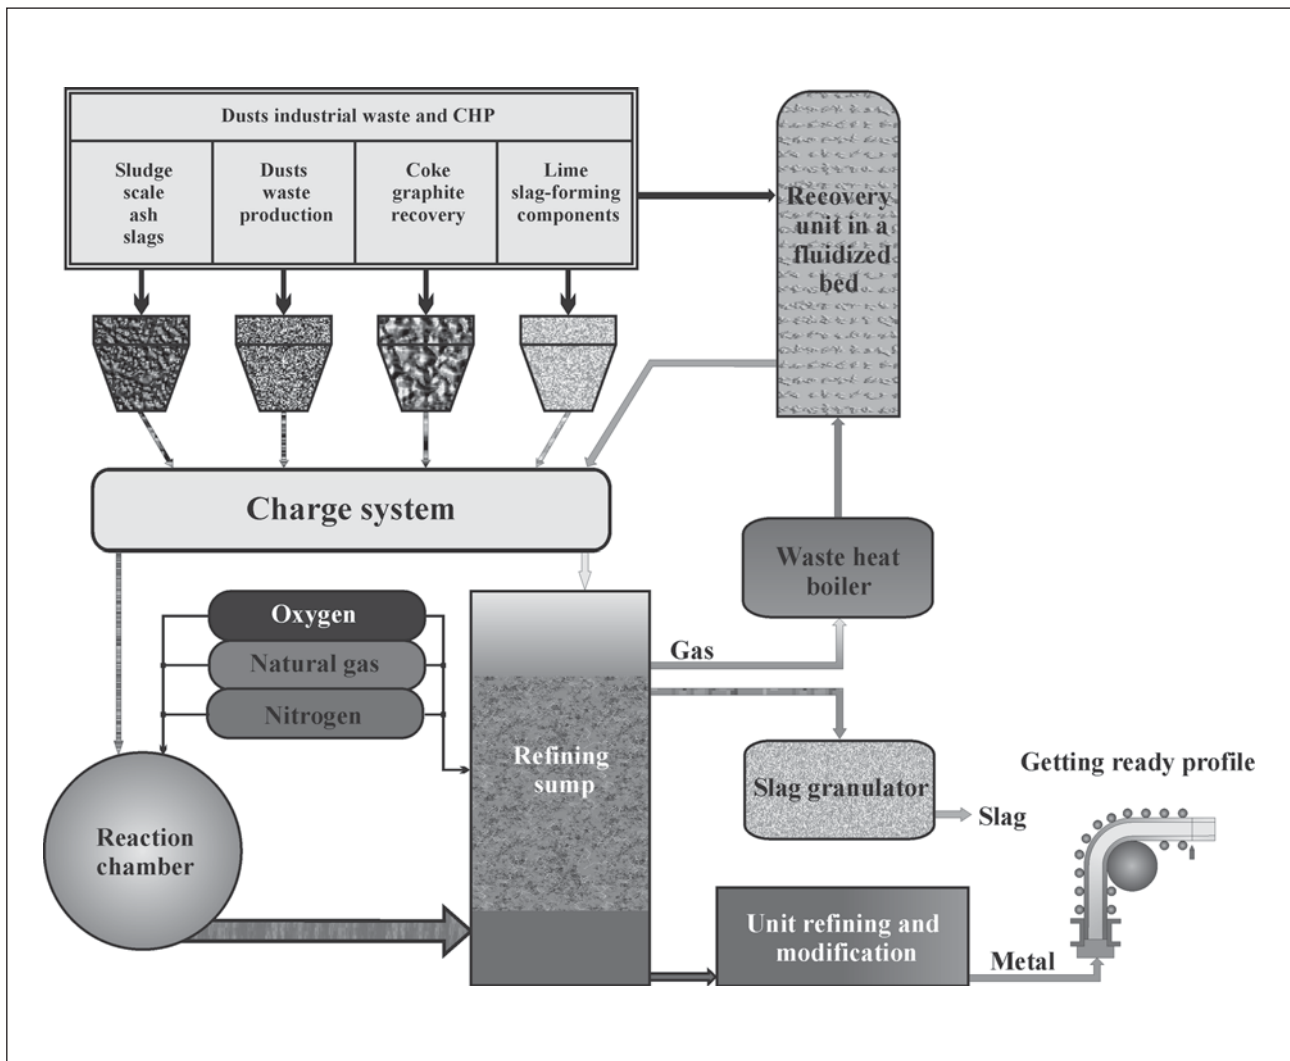 Dusts industrial waste and CHP
Sludge
scale
ash
slags
Dusts
waste
production
Coke
graphite
recovery
Lime
slag-forming
components
Recovery
unit in a
fluidized
bed
Charge system
Waste heat
boiler
Oxygen
Natural gas
Nitrogen
Gas
Refining
sump
Slag granulator
Slag
Getting ready profile
Reaction
chamber
Unit refining and
modification
Metal